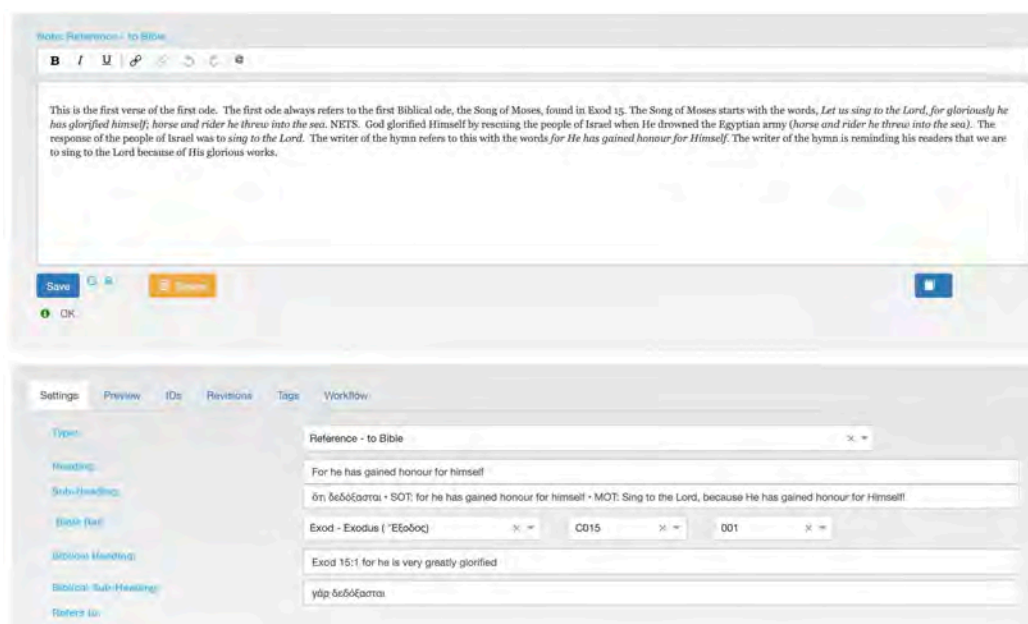 Note: Reference - to Bible
B I U
This is the first verse of the first ode. The first ode always refers to the first Biblical ode, the Song of Moses, found in Exod 15. The Song of Moses starts with the words, Let us sing to the Lord, for gloriously he
has glorified himself; horse and rider he threw into the sea. NETS. God glorified Himself by rescuing the people of Israel when He drowned the Egyptian army (horse and rider he threw into the sea). The
response of the people of Israel was to sing to the Lord. The writer of the hymn refers to this with the words for He has gained honour for Himself. The writer of the hymn is reminding his readers that we are
to sing to the Lord because of His glorious works.
Save
OK
Settings Preview IDs Revisions Tags Workflow
Type: Reference - to Bible
Heading: For he has gained honour for himself
Sub-Heading: ὅτι δεδόξασται • SOT: for he has gained honour for himself • MOT: Sing to the Lord, because He has gained honour for Himself!
Bible Ref: Exod - Exodus ( Ἔξοδος) C015 001
Biblical Heading: Exod 15:1 for he is very greatly glorified
Biblical Sub-Heading: γάρ δεδόξασται
Refers to: